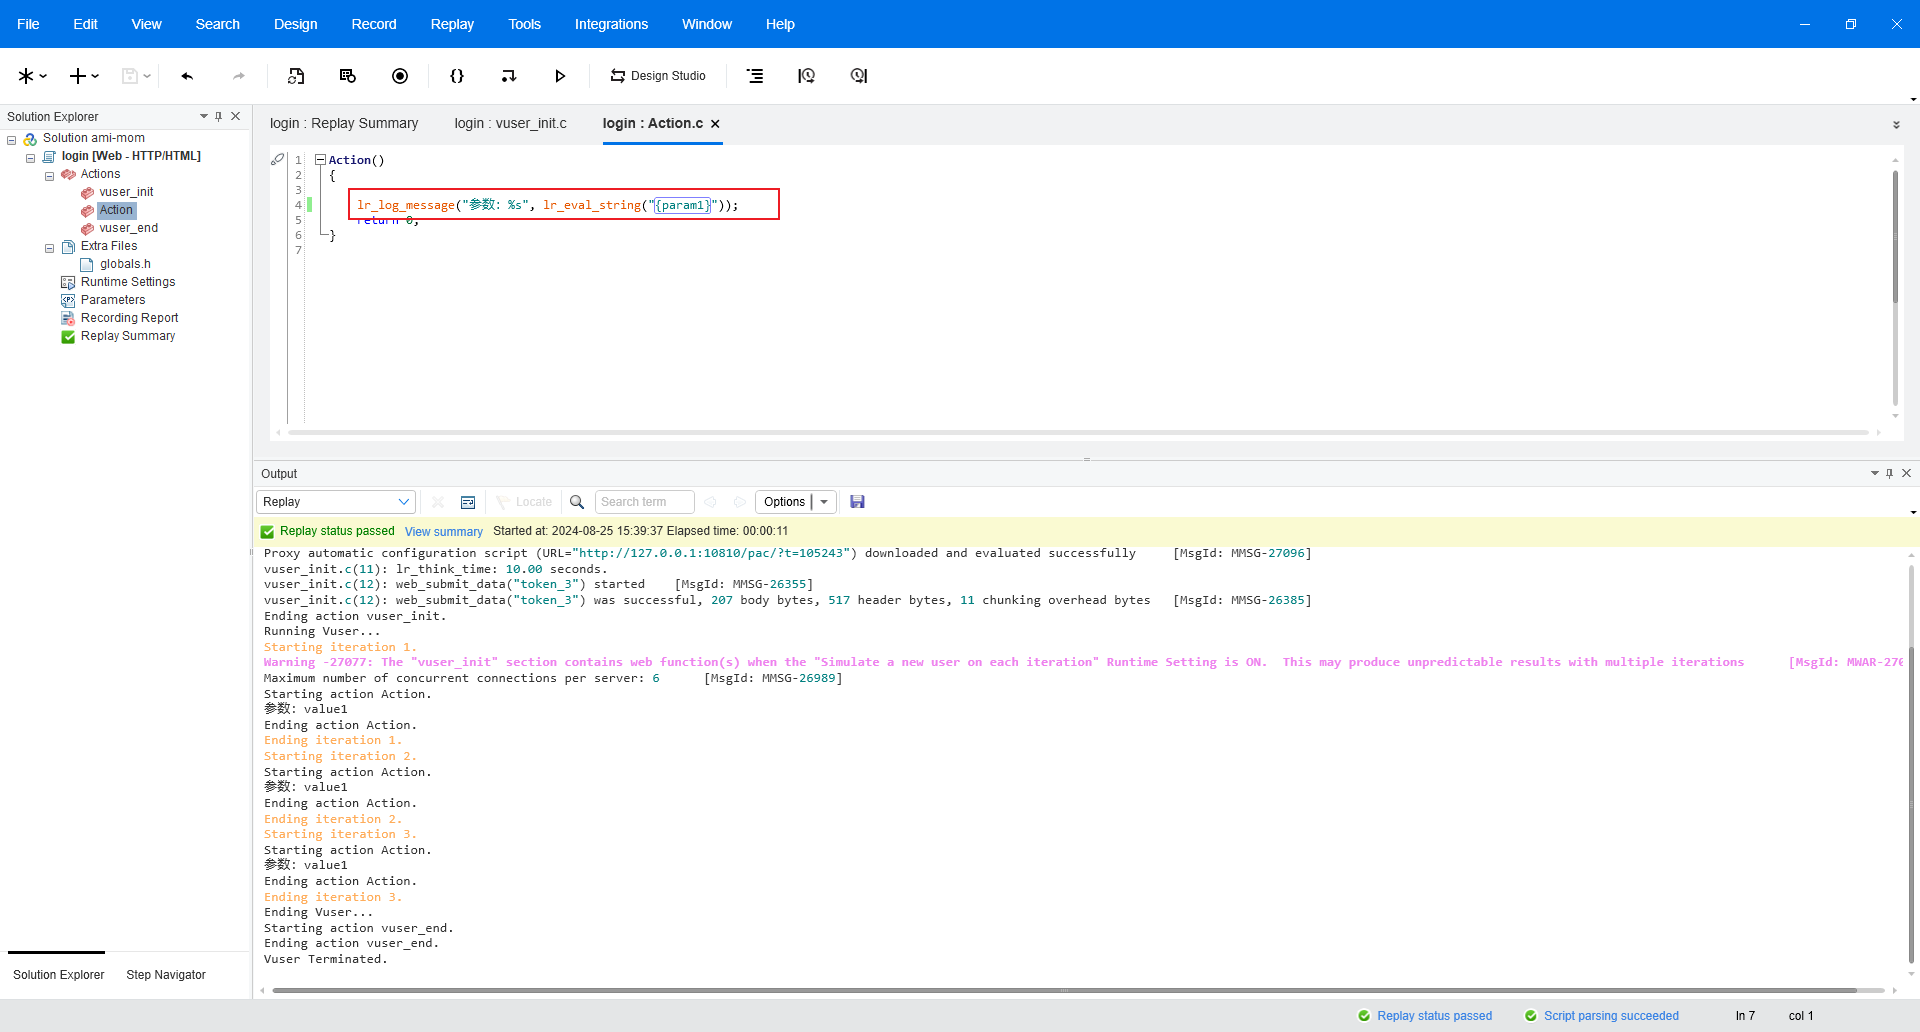 File Edit View Search Design Record Replay Tools Integrations Window Help
Design Studio
Solution Explorer
Solution ami-mom
login [Web - HTTP/HTML]
Actions
vuser_init
Action
vuser_end
Extra Files
globals.h
Runtime Settings
Parameters
Recording Report
Replay Summary
Solution Explorer Step Navigator
login : Replay Summary login : vuser_init.c login : Action.c
1 Action()
2 {
3
4 lr_log_message("参数: %s", lr_eval_string("{param1}"));
5 return 0;
6 }
7
Output
Replay Locate Search term Options
Replay status passed View summary Started at: 2024-08-25 15:39:37 Elapsed time: 00:00:11
Proxy automatic configuration script (URL="http://127.0.0.1:10810/pac/?t=105243") downloaded and evaluated successfully [MsgId: MMSG-27096]
vuser_init.c(11): lr_think_time: 10.00 seconds.
vuser_init.c(12): web_submit_data("token_3") started [MsgId: MMSG-26355]
vuser_init.c(12): web_submit_data("token_3") was successful, 207 body bytes, 517 header bytes, 11 chunking overhead bytes [MsgId: MMSG-26385]
Ending action vuser_init.
Running Vuser...
Starting iteration 1.
Warning -27077: The "vuser_init" section contains web function(s) when the "Simulate a new user on each iteration" Runtime Setting is ON. This may produce unpredictable results with multiple iterations [MsgId: MWAR-270
Maximum number of concurrent connections per server: 6 [MsgId: MMSG-26989]
Starting action Action.
参数: value1
Ending action Action.
Ending iteration 1.
Starting iteration 2.
Starting action Action.
参数: value1
Ending action Action.
Ending iteration 2.
Starting iteration 3.
Starting action Action.
参数: value1
Ending action Action.
Ending iteration 3.
Ending Vuser...
Starting action vuser_end.
Ending action vuser_end.
Vuser Terminated.
Replay status passed Script parsing succeeded ln 7 col 1